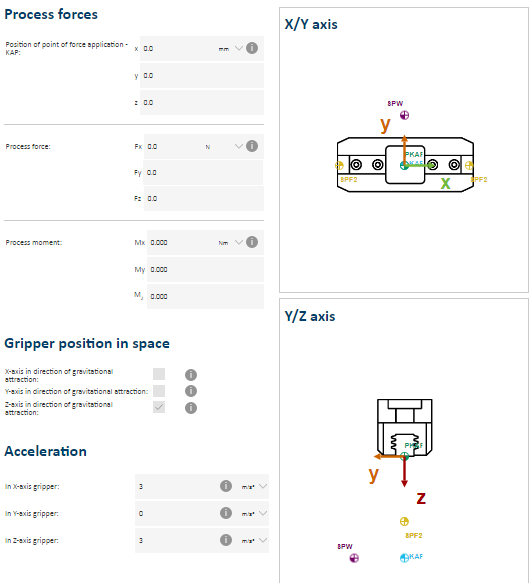 Process forces
Position of point of force application -
KAP:
x 0.0 mm
y 0.0
z 0.0
Process force:
Fx 0.0 N
Fy 0.0
Fz 0.0
Process moment:
Mx 0.000 Nm
My 0.000
Mz 0.000
Gripper position in space
X-axis in direction of gravitational
attraction:
Y-axis in direction of gravitational attraction:
Z-axis in direction of gravitational
attraction:
Acceleration
In X-axis gripper: 3 m/s²
In Y-axis gripper: 0 m/s²
In Z-axis gripper: 3 m/s²
X/Y axis
SPW
y
PKAF
KAF
SPF2
x
SPF2
Y/Z axis
PKAF
y
z
SPF2
SPW
KAF